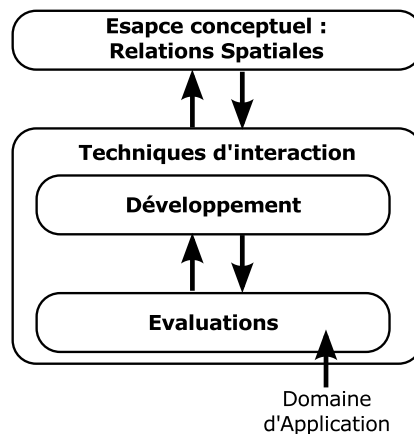 Esapce conceptuel :
Relations Spatiales
Techniques d'interaction
Développement
Evaluations
Domaine
d'Application